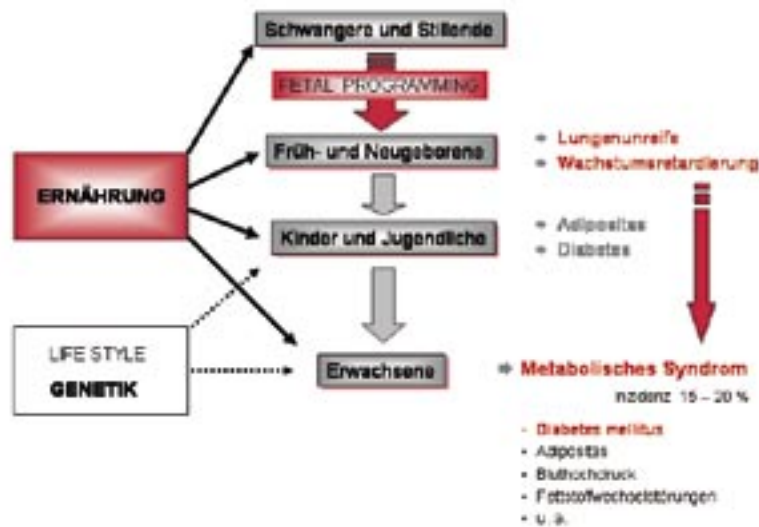 Schwangere und Stillende
FETAL PROGRAMMING
Früh- und Neugeborene
Lungenunreife
Wachstumsretardierung
ERNÄHRUNG
Kinder und Jugendliche
Adipositas
Diabetes
LIFE STYLE
GENETIK
Erwachsene
Metabolisches Syndrom
Inzidenz 15 – 20 %
- Diabetes mellitus
• Adipositas
• Bluthochdruck
• Fettstoffwechselstörungen
• u. a.